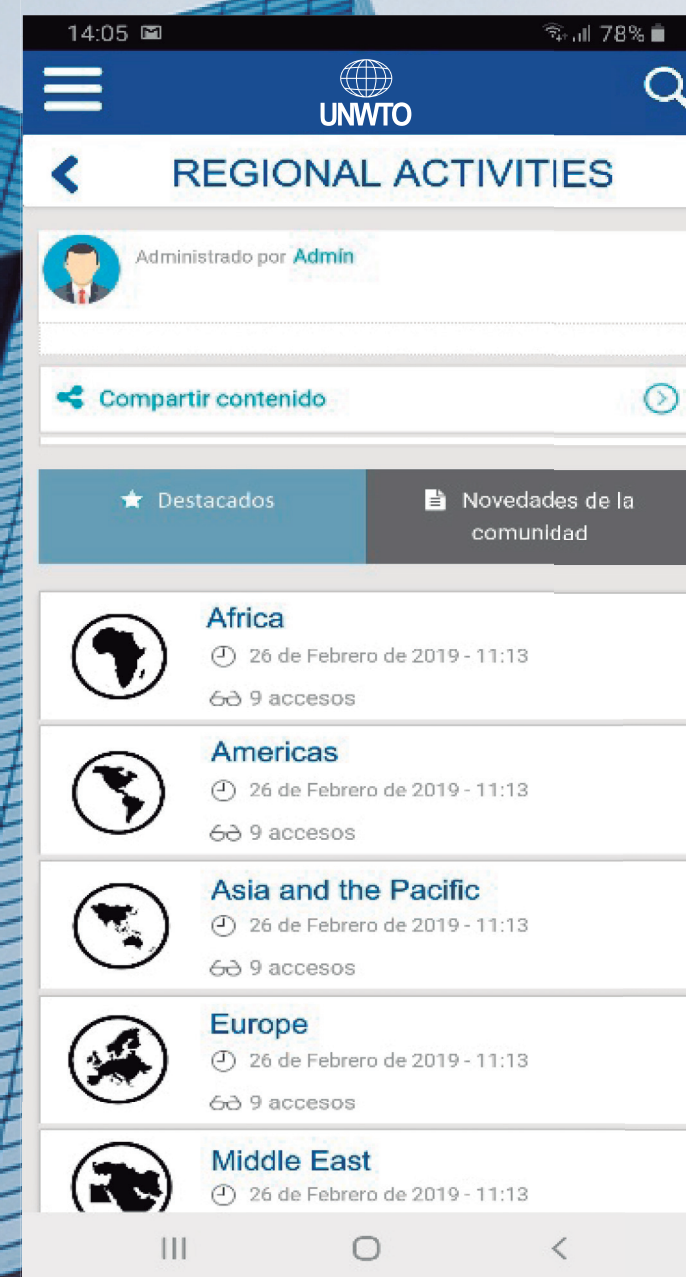 14:05 78%
UNWTO
REGIONAL ACTIVITIES
Administrado por Admin
Compartir contenido
Destacados
Novedades de la
comunidad
Africa
26 de Febrero de 2019 - 11:13
9 accesos
Americas
26 de Febrero de 2019 - 11:13
9 accesos
Asia and the Pacific
26 de Febrero de 2019 - 11:13
9 accesos
Europe
26 de Febrero de 2019 - 11:13
9 accesos
Middle East
26 de Febrero de 2019 - 11:13